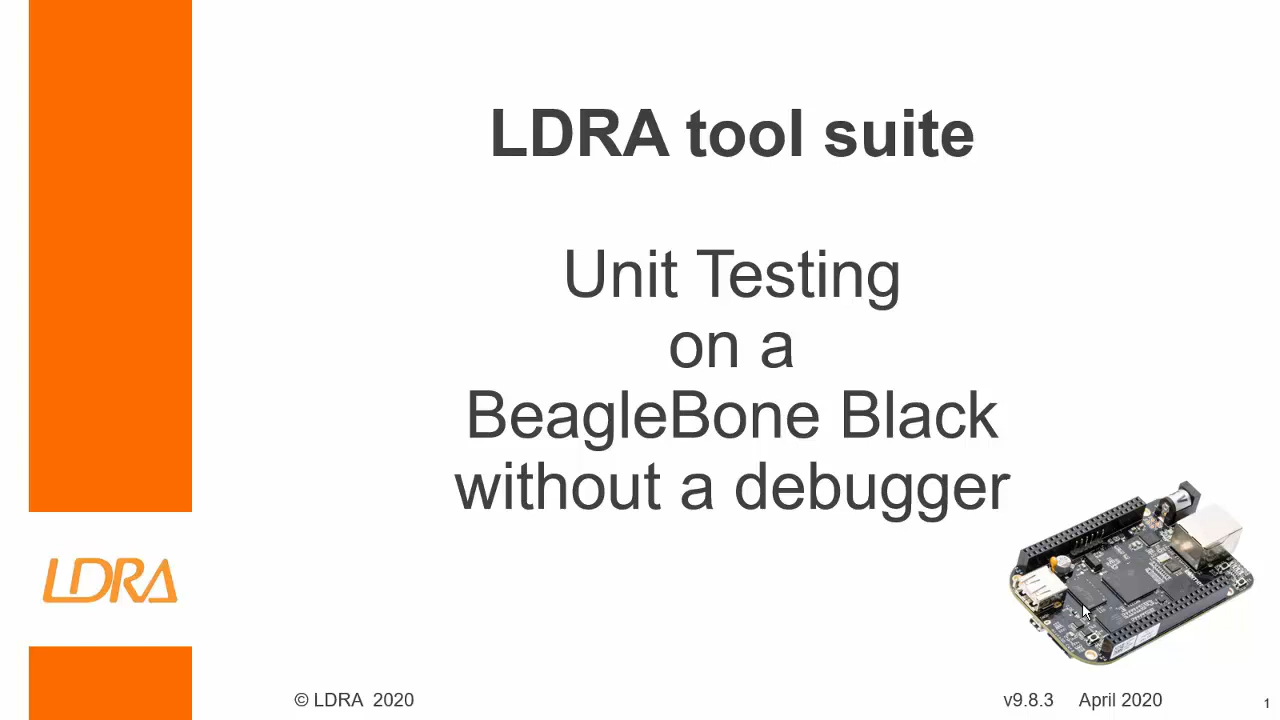 LDRA tool suite
Unit Testing
on a
BeagleBone Black
without a debugger
LDRA
© LDRA 2020
v9.8.3 April 2020
1